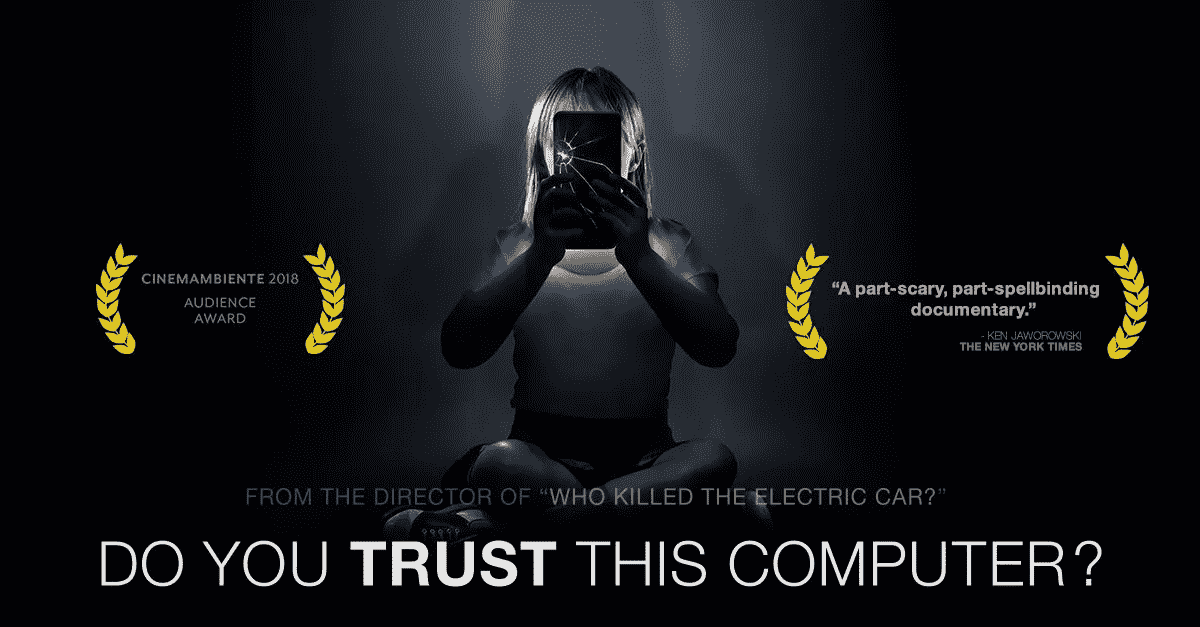 CINEMAMBIENTE 2018
AUDIENCE
AWARD
“A part-scary, part-spellbinding
documentary.”
- KEN JAWOROWSKI
THE NEW YORK TIMES
FROM THE DIRECTOR OF “WHO KILLED THE ELECTRIC CAR?”
DO YOU TRUST THIS COMPUTER?